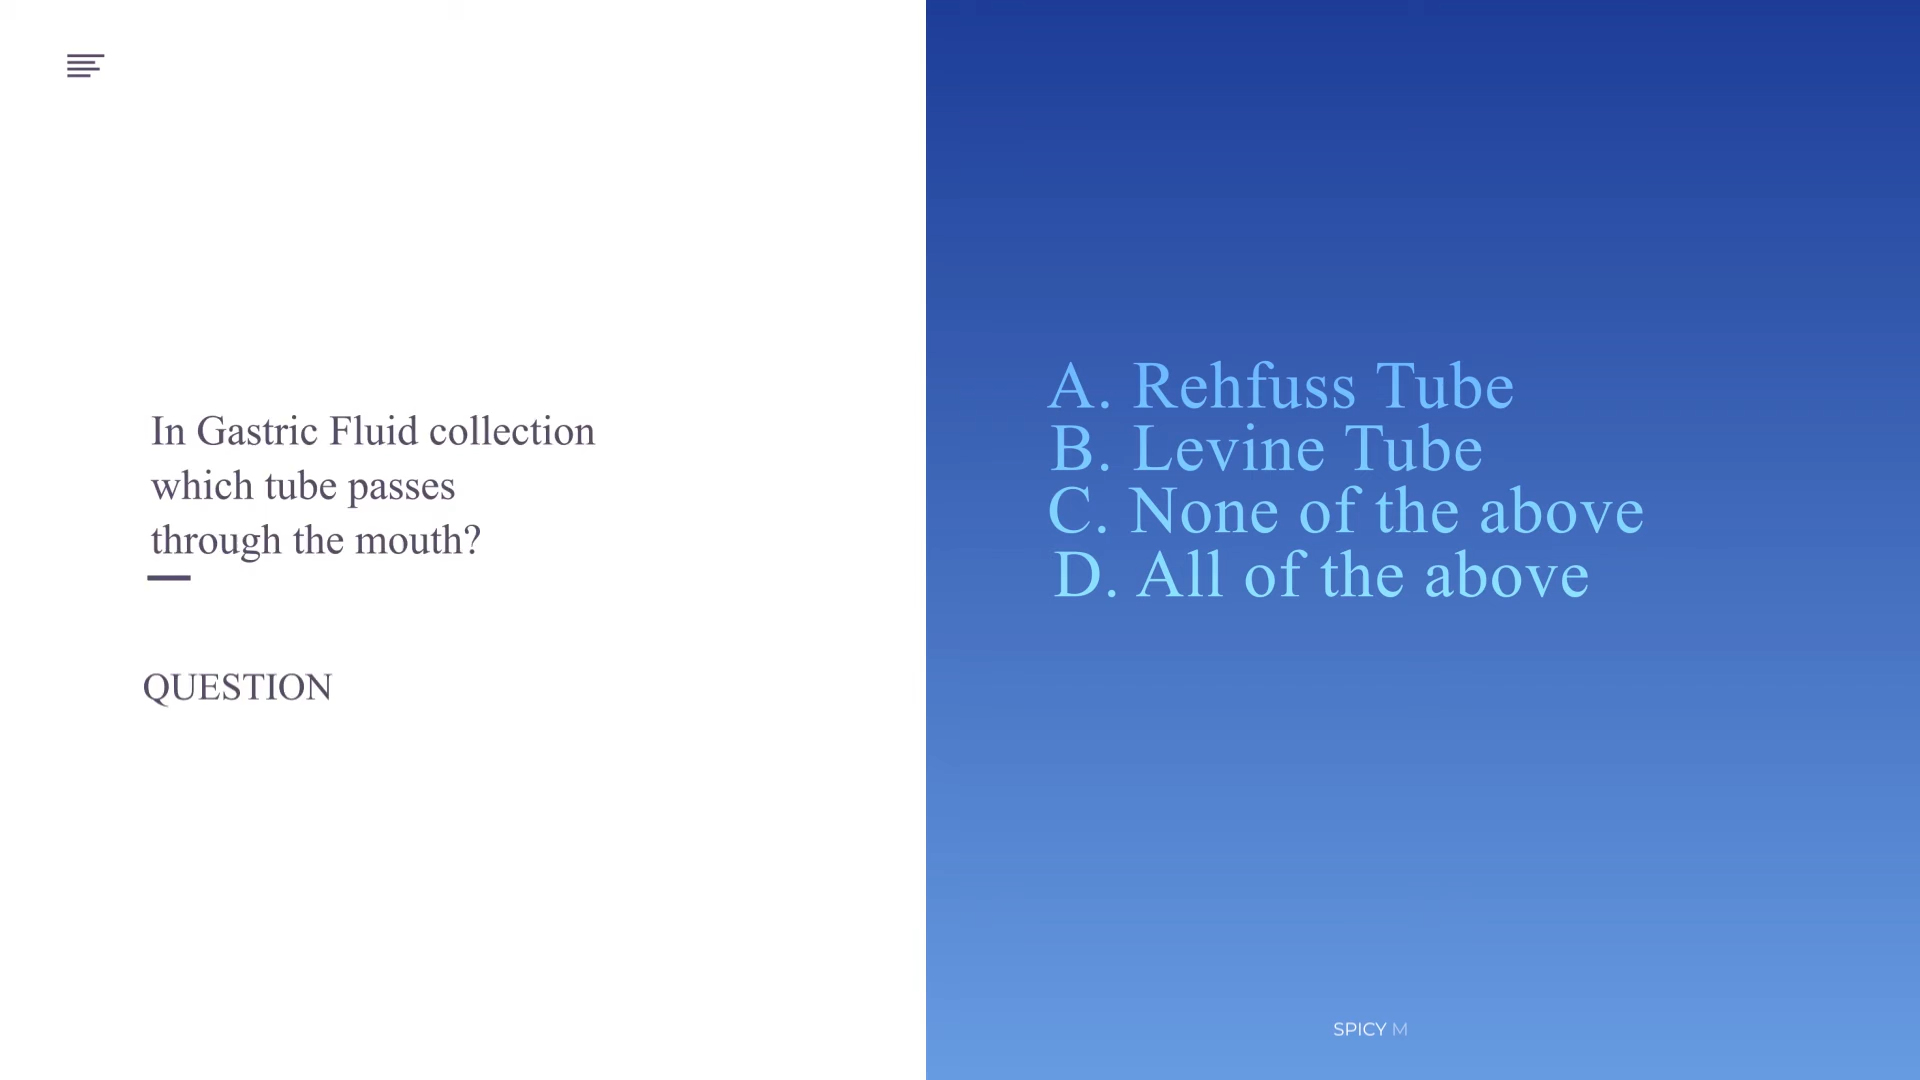 In Gastric Fluid collection
which tube passes
through the mouth?
QUESTION
A. Rehfuss Tube
B. Levine Tube
C. None of the above
D. All of the above
SPICY M